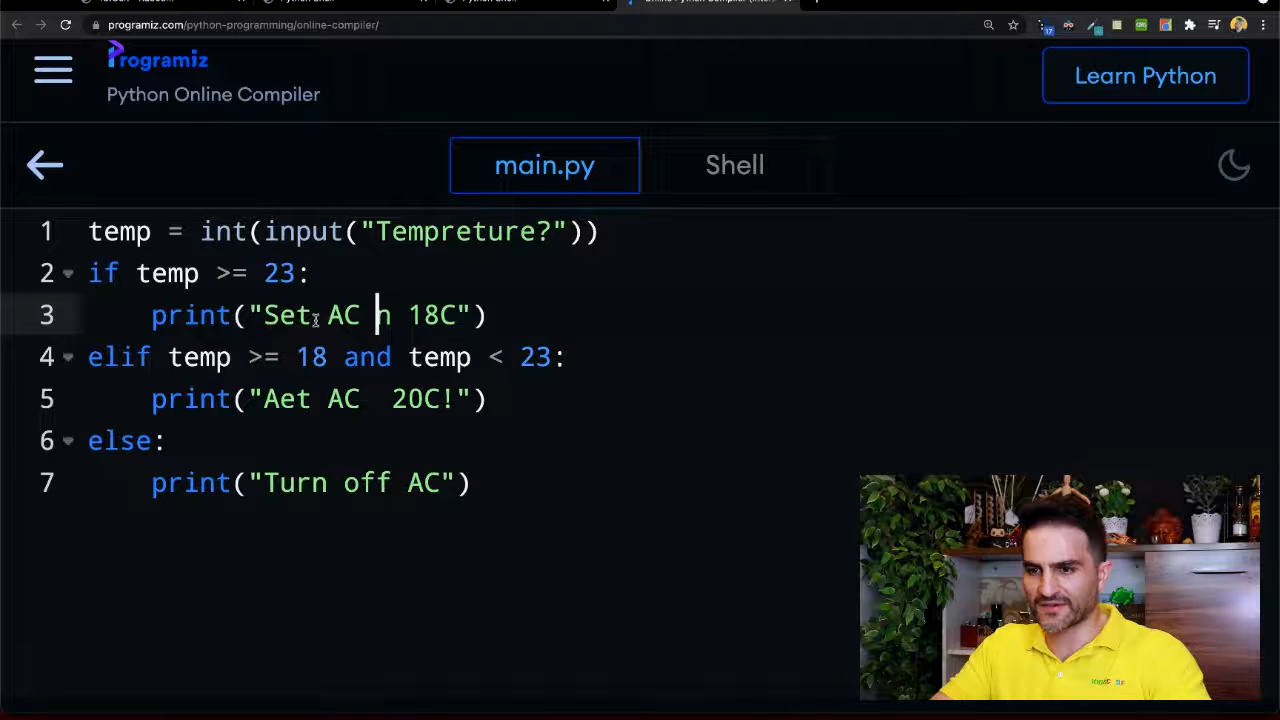 programiz.com/python-programming/online-compiler/
17
Programiz
Python Online Compiler
Learn Python
main.py
Shell
1 temp = int(input("Tempreture?"))
2 if temp >= 23:
3 print("Set AC n 18C")
4 elif temp >= 18 and temp < 23:
5 print("Aet AC  20C!")
6 else:
7 print("Turn off AC")